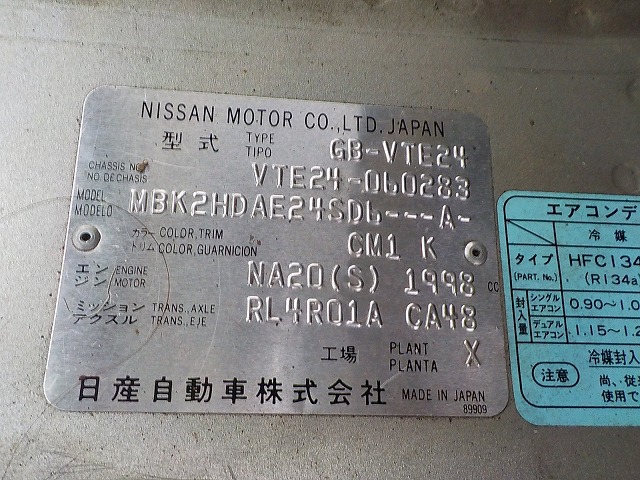 NISSAN MOTOR CO.,LTD. JAPAN
型式 TYPE TIPO GB-VTE24
CHASSIS NO. NO. DE CHASIS VTE24-060283
MODEL MODELO MBK2HDAE24SD6---A-
カラー COLOR,TRIM
トリム COLOR,GUARNICION CM1 K
エンジン ENGINE MOTOR NA20(S) 1998 CC
ミッション TRANS.,AXLE
アクスル TRANS.,EJE RL4R01A CA48
工場 PLANT PLANTA X
日産自動車株式会社 MADE IN JAPAN
89909
エアコンデ
冷媒
タイプ HFC134
(PART. No.) (R134a)
封入量 シングルエアコン 0.90~1.0
デュアルエアコン 1.15~1.2
冷媒封入
注意 尚、従
使用で